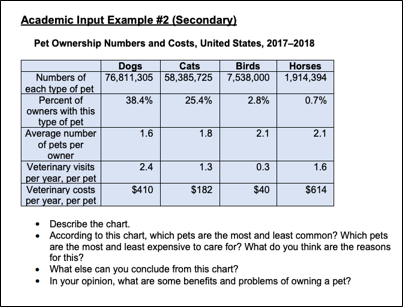 Academic Input Example #2 (Secondary)
Pet Ownership Numbers and Costs, United States, 2017–2018
Dogs Cats Birds Horses
Numbers of each type of pet 76,811,305 58,385,725 7,538,000 1,914,394
Percent of owners with this type of pet 38.4% 25.4% 2.8% 0.7%
Average number of pets per owner 1.6 1.8 2.1 2.1
Veterinary visits per year, per pet 2.4 1.3 0.3 1.6
Veterinary costs per year, per pet $410 $182 $40 $614
• Describe the chart.
• According to this chart, which pets are the most and least common? Which pets
are the most and least expensive to care for? What do you think are the reasons
for this?
• What else can you conclude from this chart?
• In your opinion, what are some benefits and problems of owning a pet?